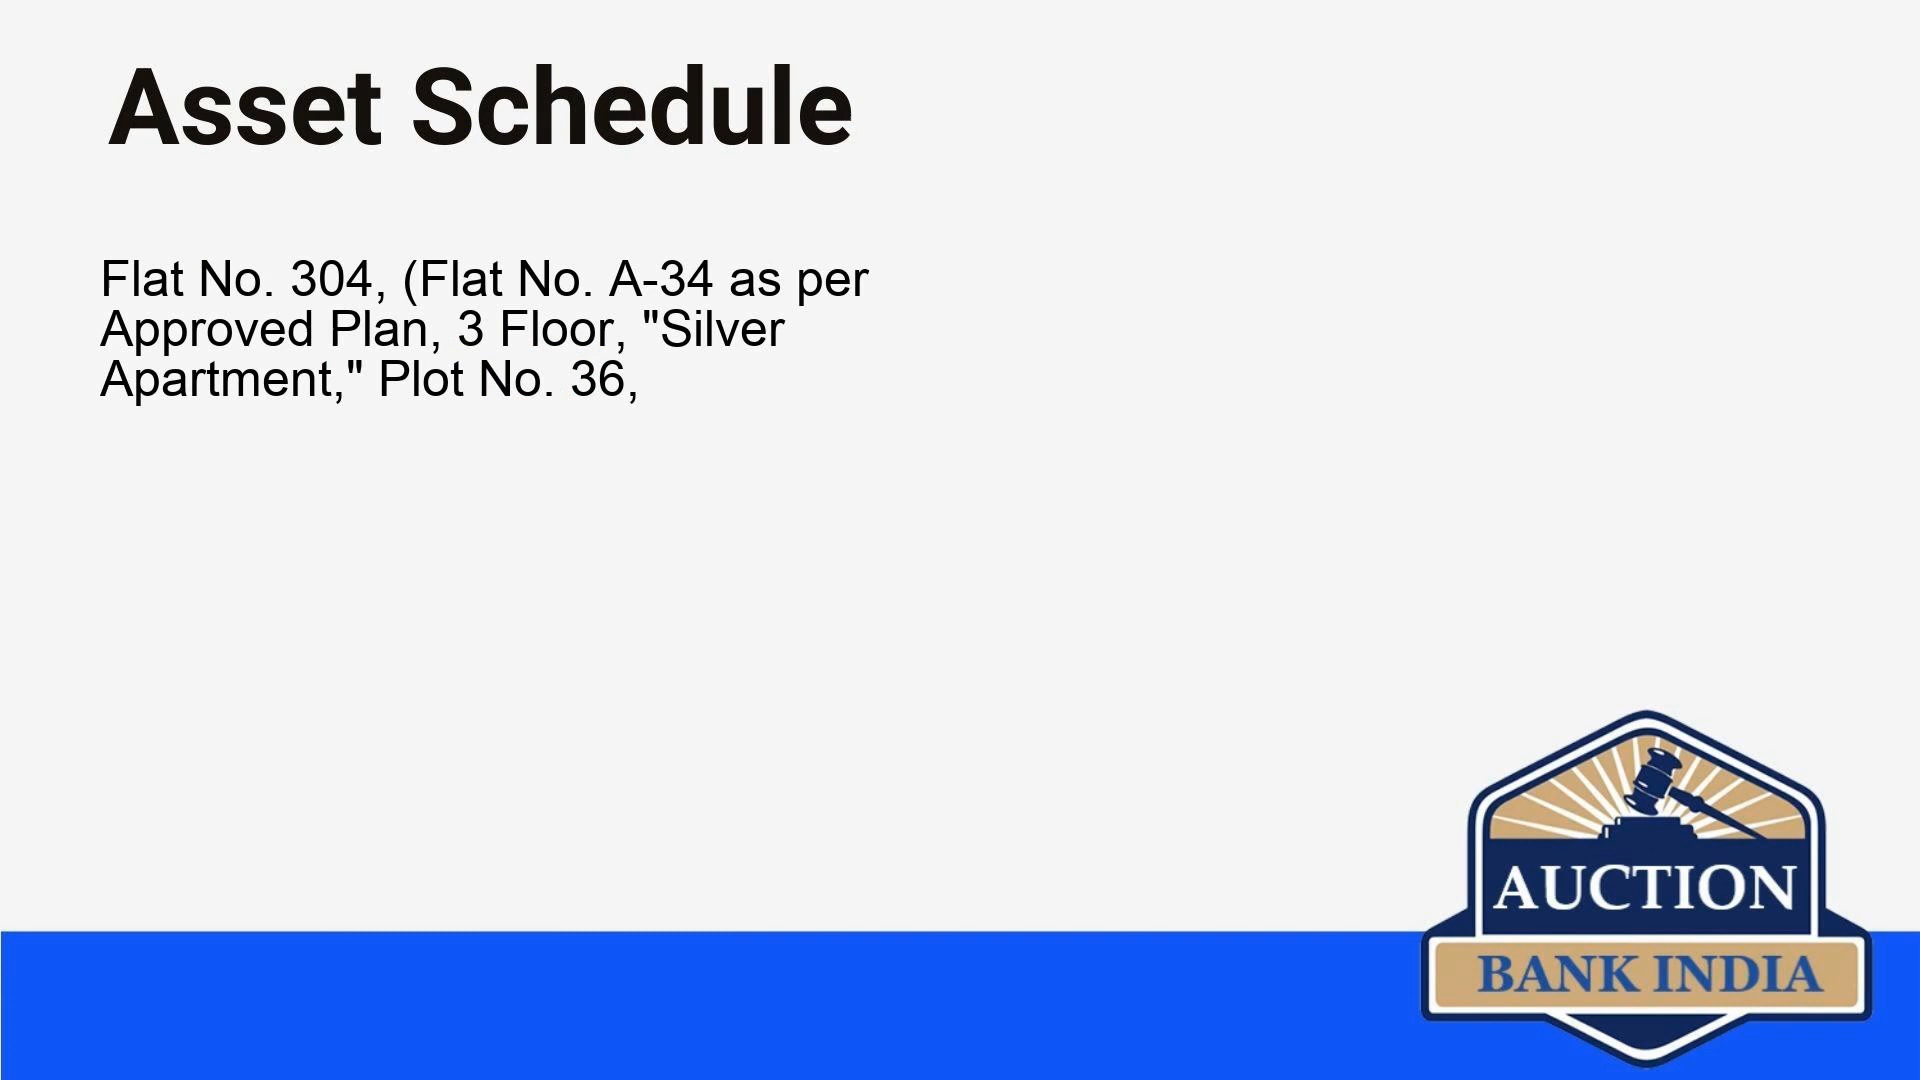 Asset Schedule
Flat No. 304, (Flat No. A-34 as per
Approved Plan, 3 Floor, "Silver
Apartment," Plot No. 36,
AUCTION
BANK INDIA